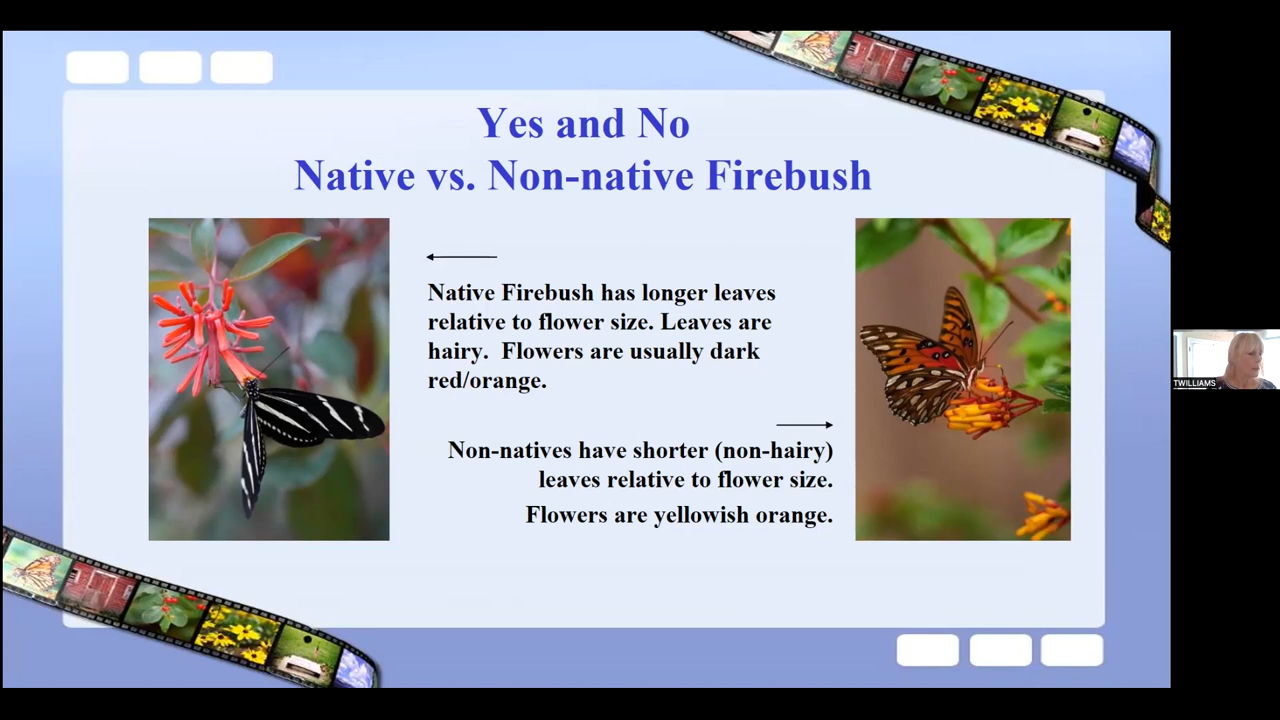 Yes and No
Native vs. Non-native Firebush
Native Firebush has longer leaves
relative to flower size. Leaves are
hairy.  Flowers are usually dark
red/orange.
Non-natives have shorter (non-hairy)
leaves relative to flower size.
Flowers are yellowish orange.
TWILLIAMS